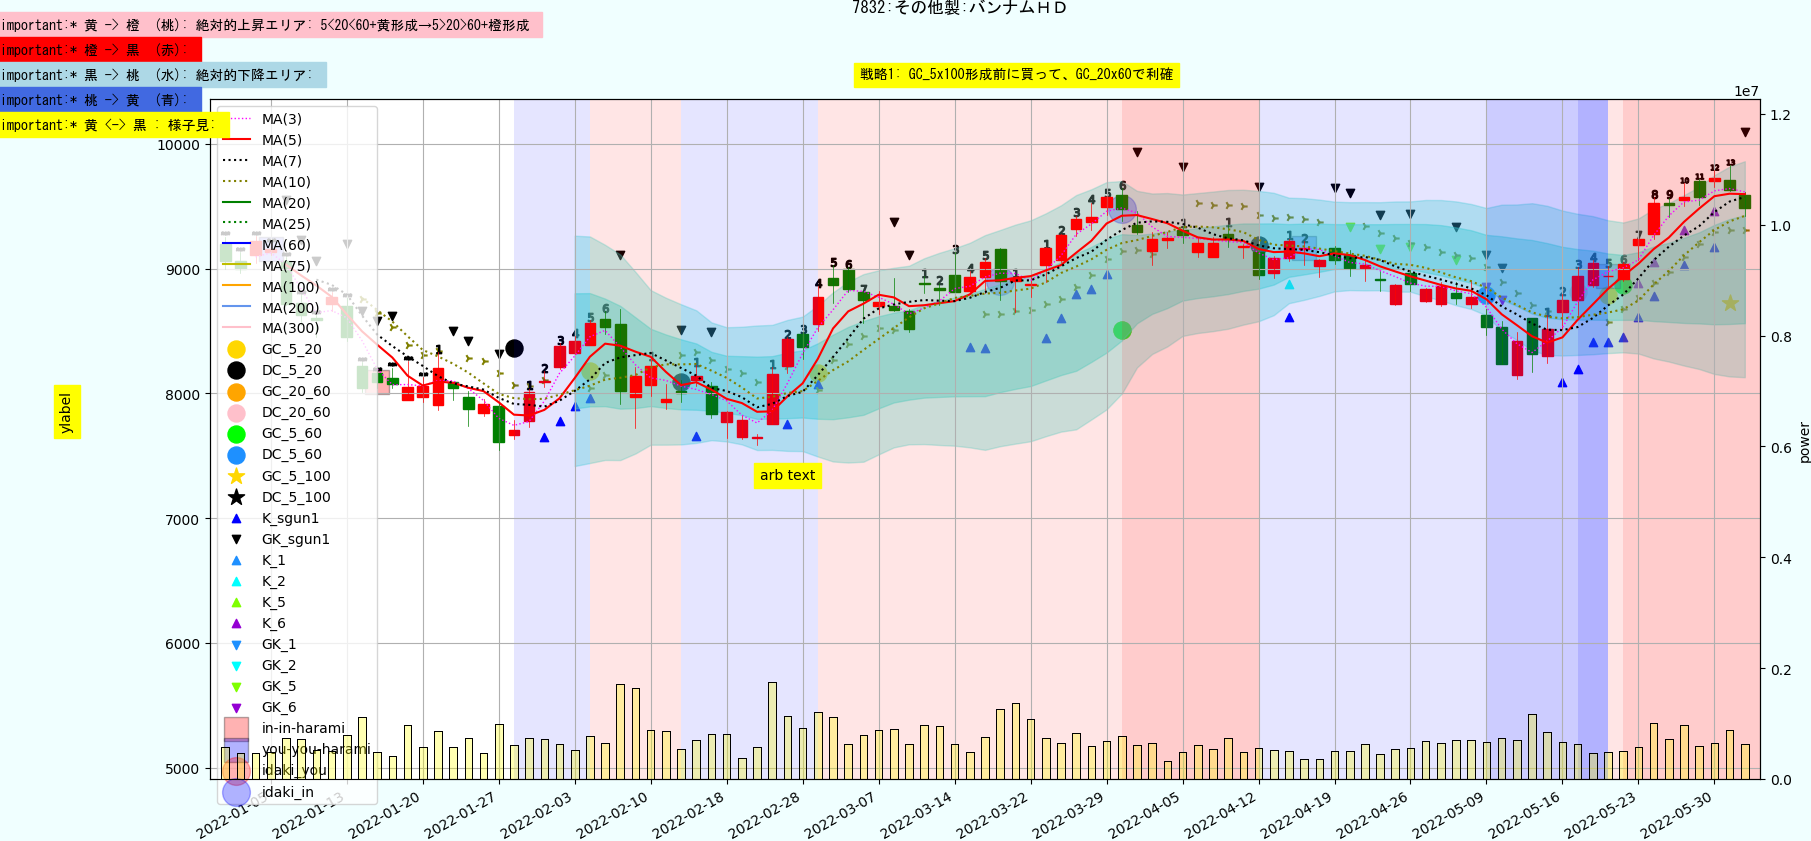 7832:その他製:バンナムＨＤ
important:* 黄 -> 橙 （桃）: 絶対的上昇エリア: 5<20<60+黄形成→5>20>60+橙形成
important:* 橙 -> 黒 （赤）:
important:* 黒 -> 桃 （水）: 絶対的下降エリア:
戦略1: GC_5x100形成前に買って、GC_20x60で利確
important:* 桃 -> 黄 （青）:
important:* 黄 <-> 黒 : 様子見:
1e7
MA(3)
MA(5)
MA(7)
MA(10)
MA(20)
MA(25)
MA(60)
MA(75)
MA(100)
MA(200)
MA(300)
GC_5_20
DC_5_20
GC_20_60
DC_20_60
GC_5_60
DC_5_60
GC_5_100
DC_5_100
K_sgun1
GK_sgun1
K_1
K_2
K_5
K_6
GK_1
GK_2
GK_5
GK_6
in-in-harami
you-you-harami
idaki_you
idaki_in
10000
9000
8000
7000
6000
5000
ylabel
arb text
1.2
1.0
0.8
0.6
0.4
0.2
0.0
power
2022-01-05
2022-01-13
2022-01-20
2022-01-27
2022-02-03
2022-02-10
2022-02-18
2022-02-28
2022-03-07
2022-03-14
2022-03-22
2022-03-29
2022-04-05
2022-04-12
2022-04-19
2022-04-26
2022-05-09
2022-05-16
2022-05-23
2022-05-30